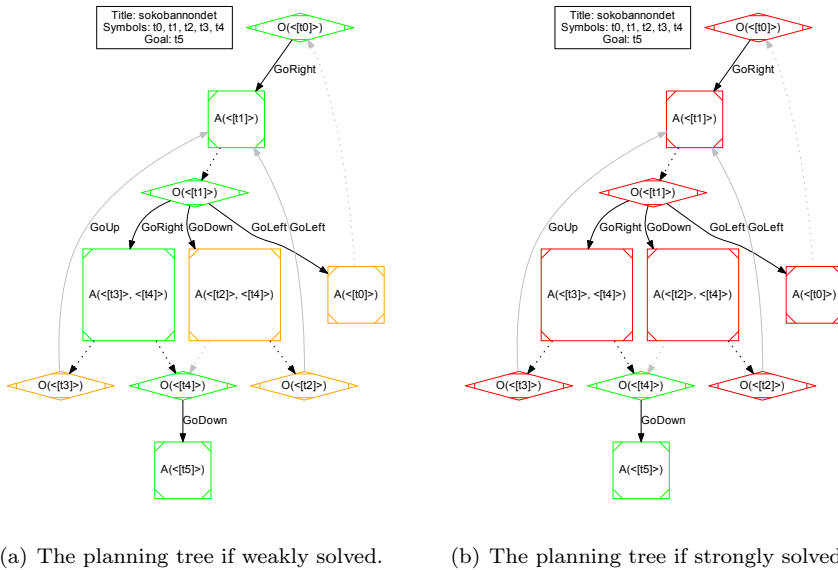 Title: sokobannondet
Symbols: t0, t1, t2, t3, t4
Goal: t5
O(<[t0]>)
GoRight
A(<[t1]>)
O(<[t1]>)
GoUp
GoRight
GoDown
GoLeft
GoLeft
A(<[t3]>, <[t4]>)
A(<[t2]>, <[t4]>)
A(<[t0]>)
O(<[t3]>)
O(<[t4]>)
O(<[t2]>)
GoDown
A(<[t5]>)
(a) The planning tree if weakly solved.
Title: sokobannondet
Symbols: t0, t1, t2, t3, t4
Goal: t5
O(<[t0]>)
GoRight
A(<[t1]>)
O(<[t1]>)
GoUp
GoRight
GoDown
GoLeft
GoLeft
A(<[t3]>, <[t4]>)
A(<[t2]>, <[t4]>)
A(<[t0]>)
O(<[t3]>)
O(<[t4]>)
O(<[t2]>)
GoDown
A(<[t5]>)
(b) The planning tree if strongly solved